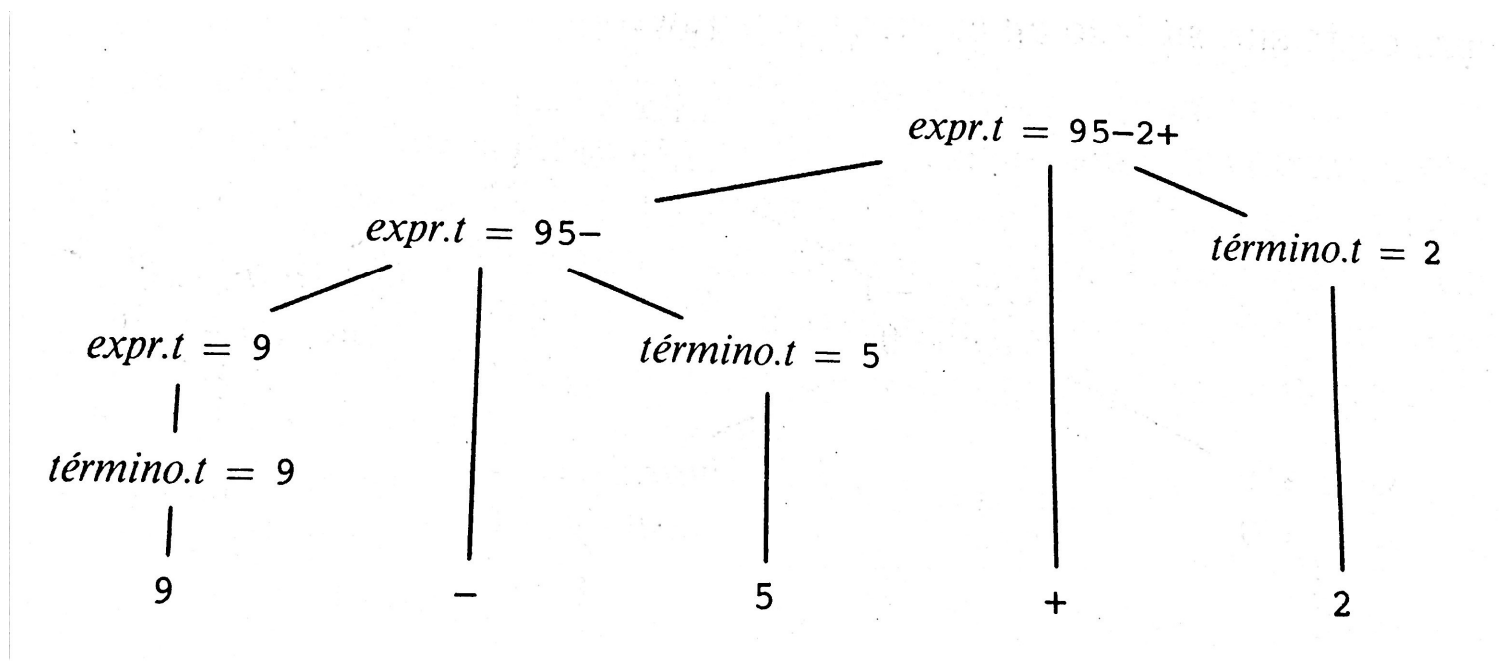 expr.t = 95−2+
expr.t = 95−
término.t = 2
expr.t = 9
término.t = 5
término.t = 9
9 − 5 + 2